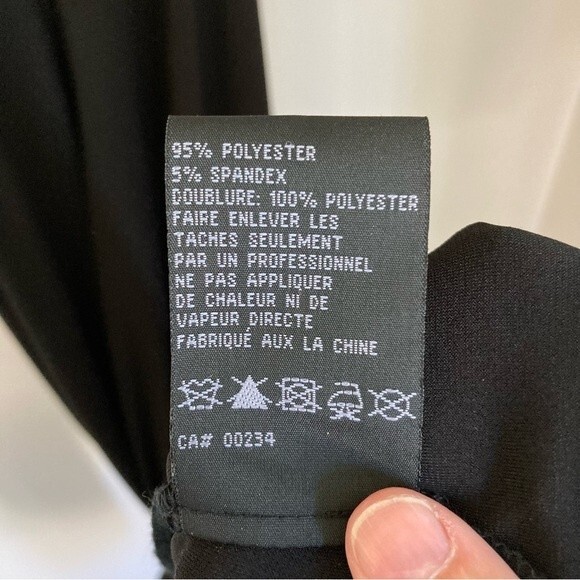 95% POLYESTER
5% SPANDEX
DOUBLURE: 100% POLYESTER
FAIRE ENLEVER LES
TACHES SEULEMENT
PAR UN PROFESSIONNEL
NE PAS APPLIQUER
DE CHALEUR NI DE
VAPEUR DIRECTE
FABRIQUÉ AUX LA CHINE
CA# 00234